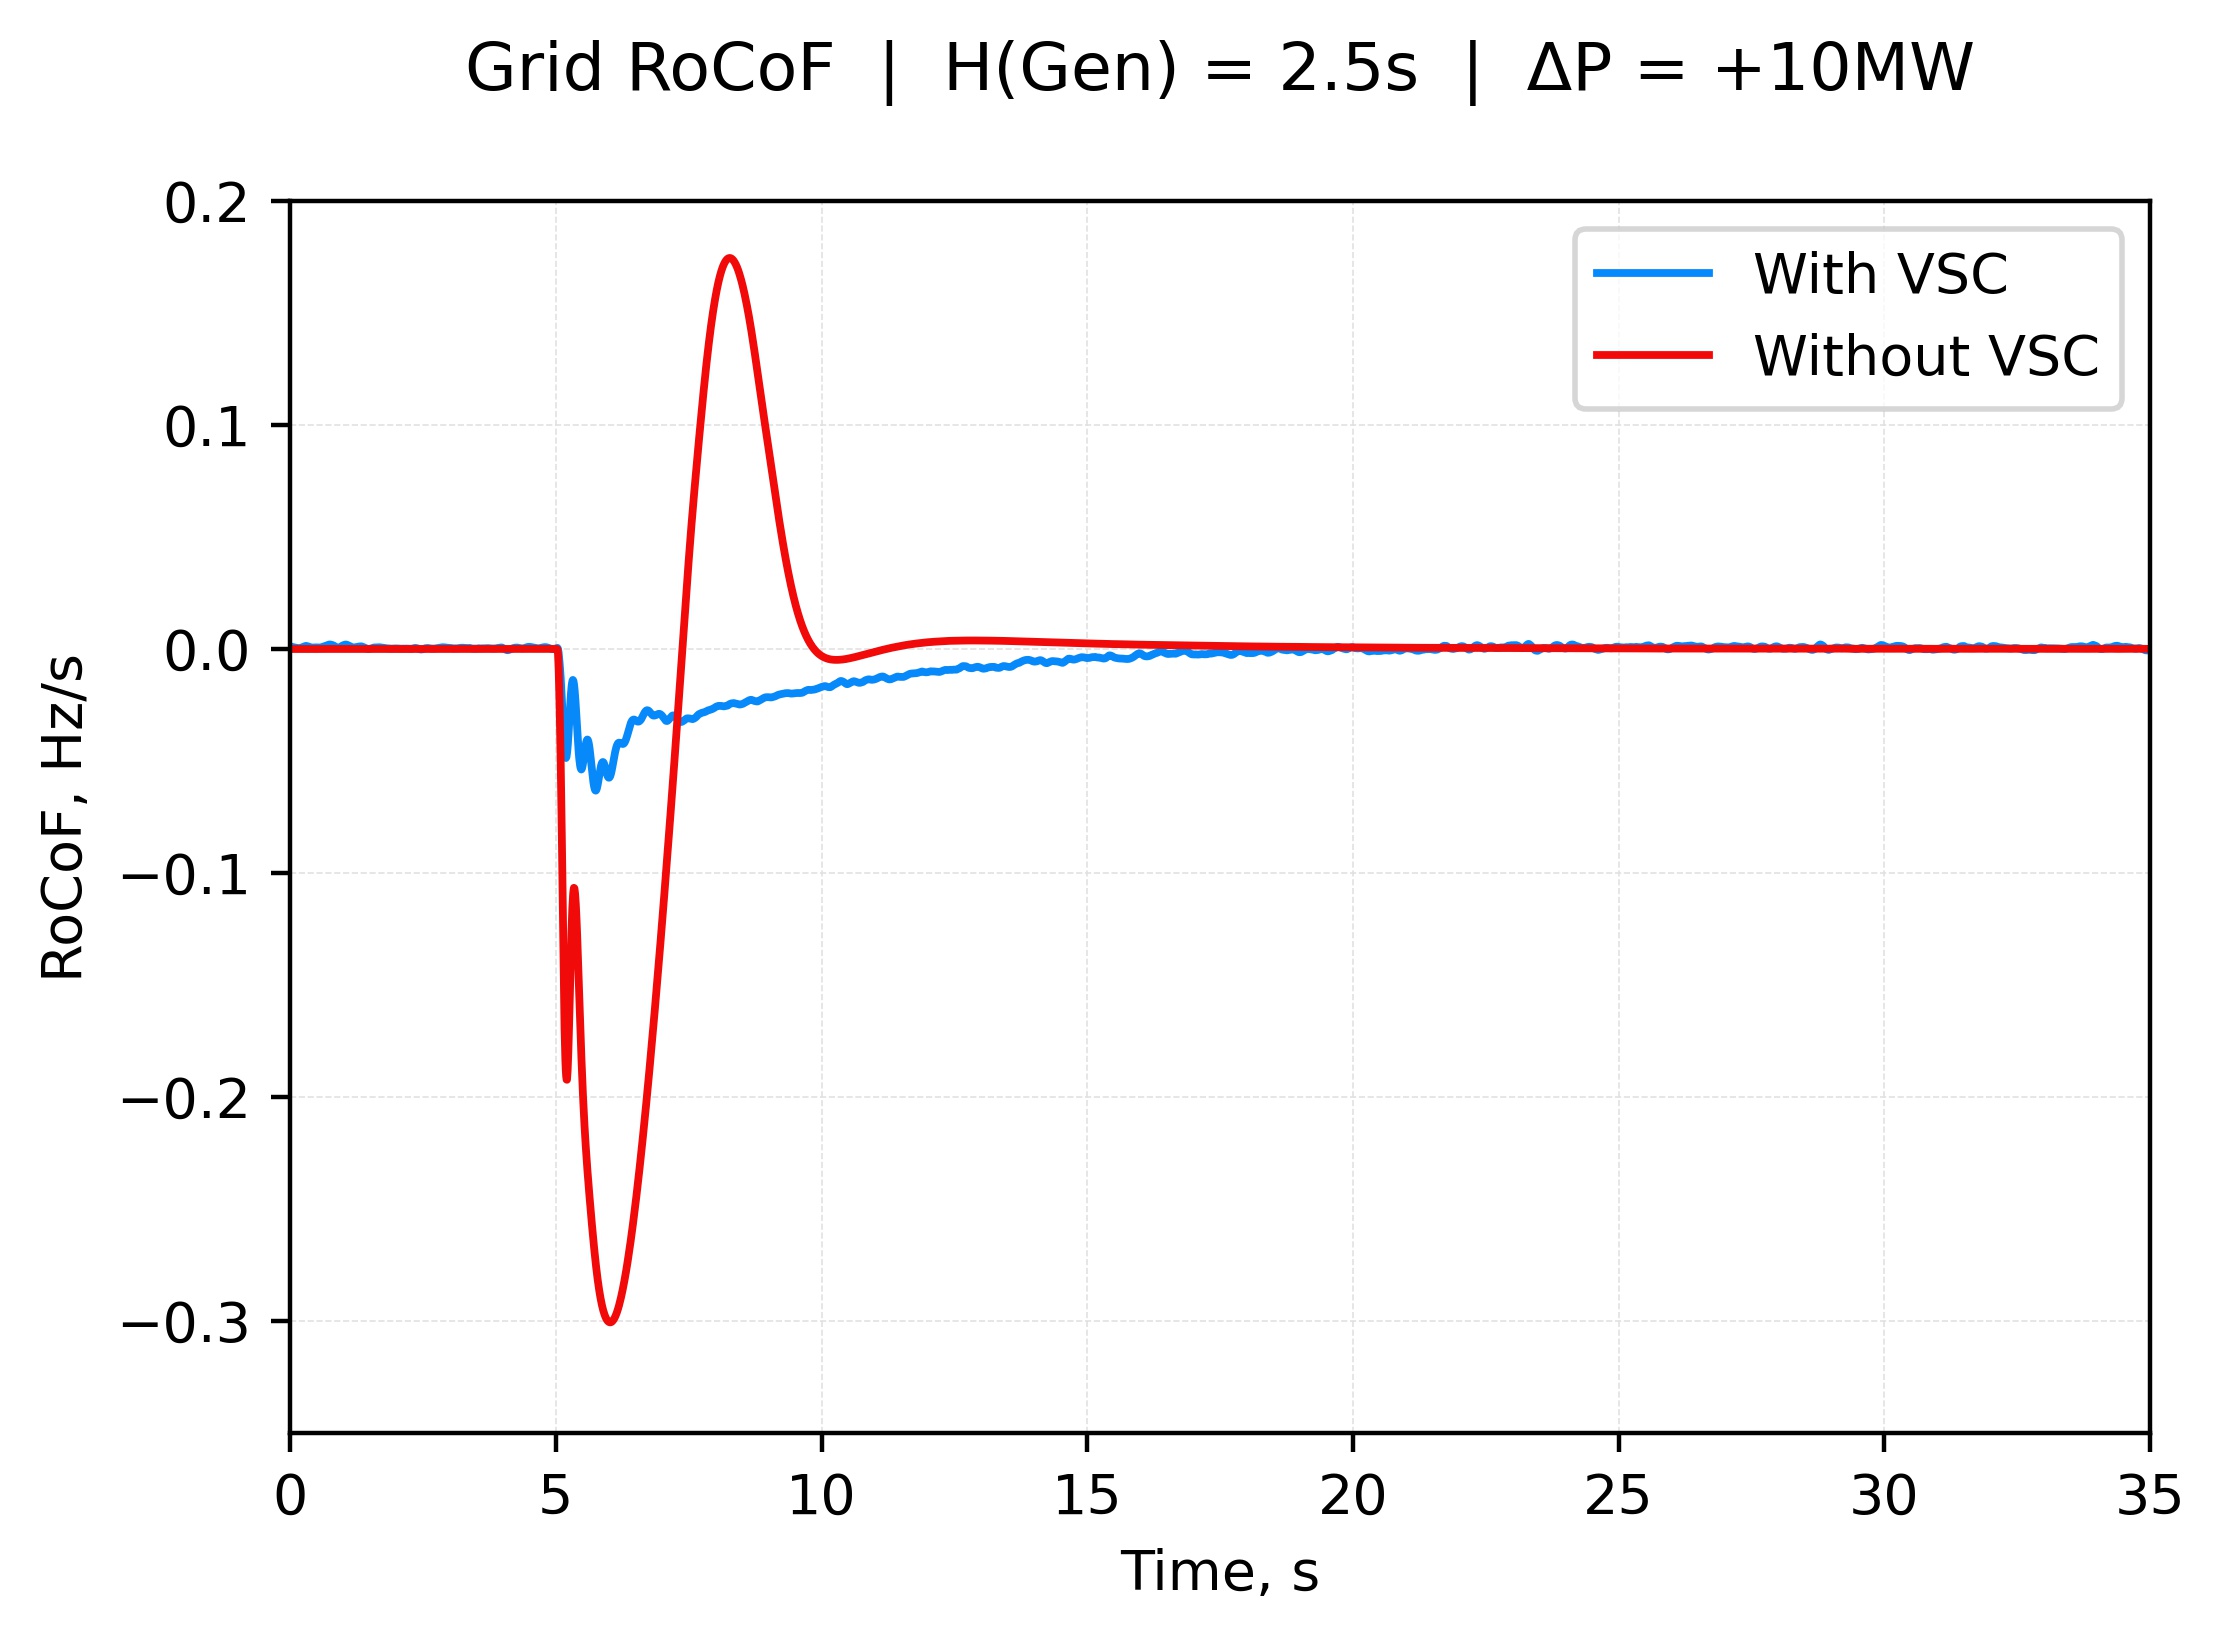 Grid RoCoF | H(Gen) = 2.5s | ΔP = +10MW
With VSC
Without VSC
0.2
0.1
0.0
−0.1
−0.2
−0.3
RoCoF, Hz/s
0 5 10 15 20 25 30 35
Time, s